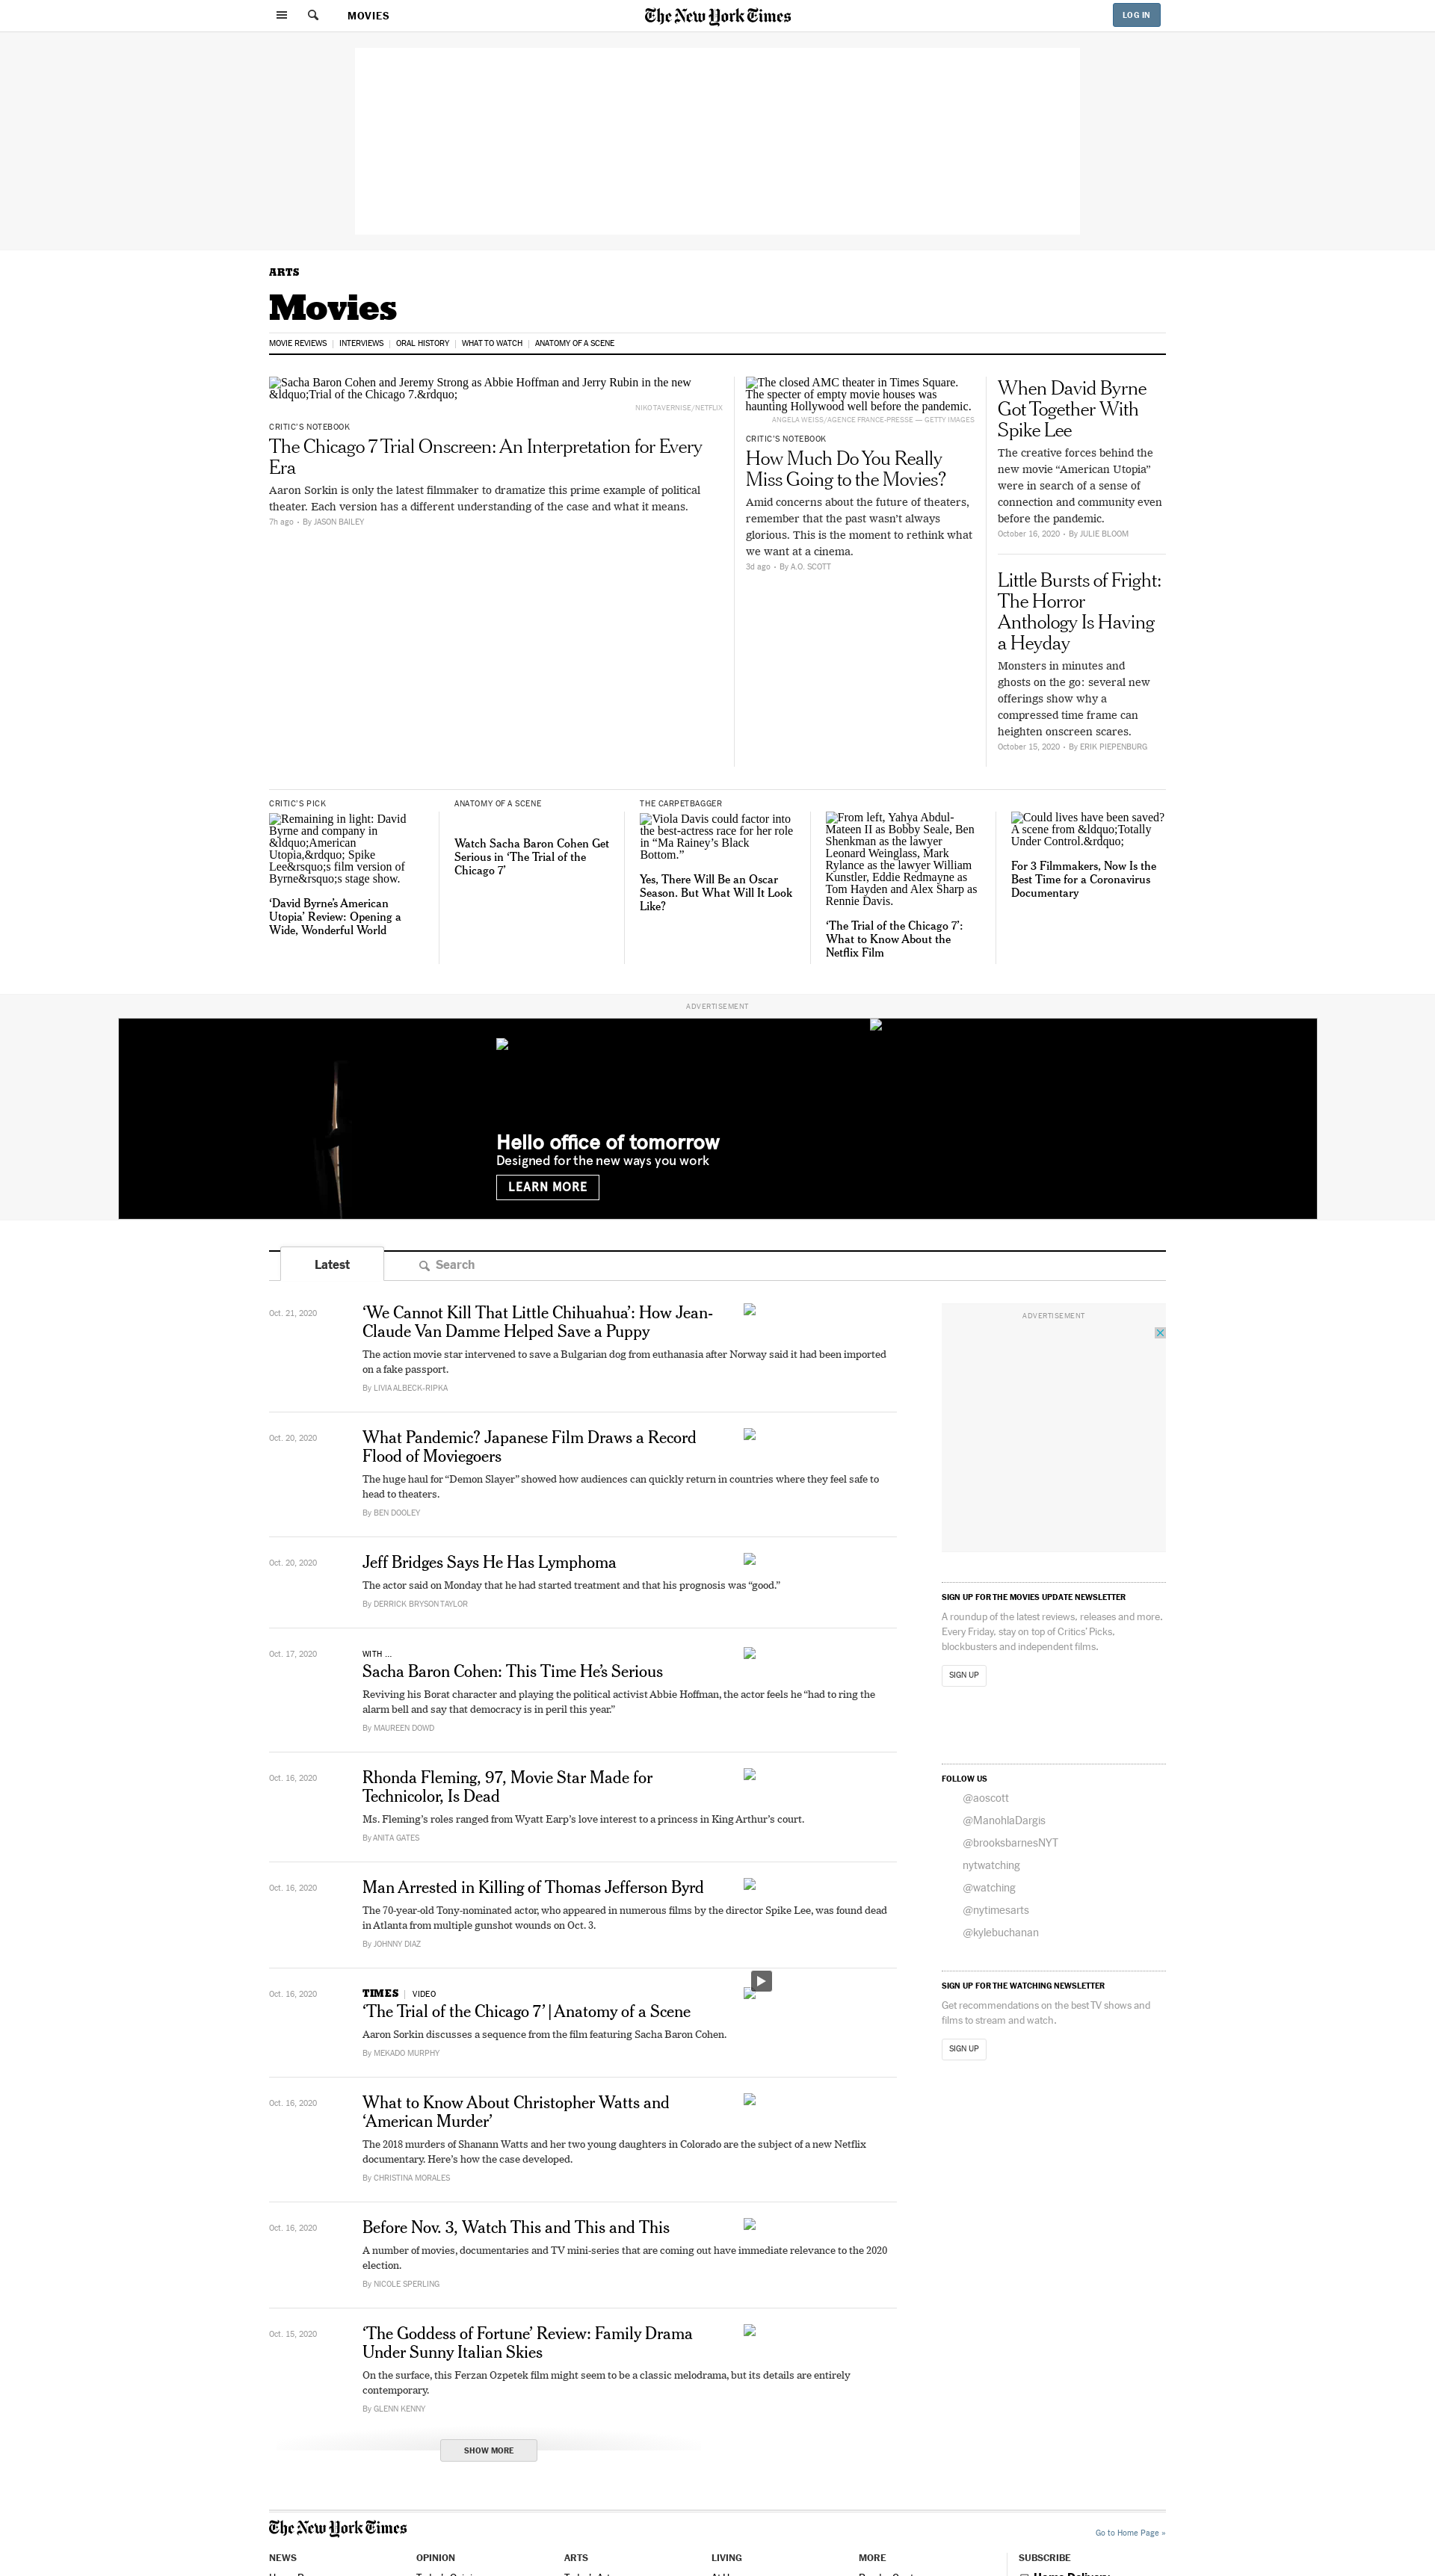 MOVIES
The New York Times
LOG IN
ARTS
Movies
MOVIE REVIEWS
INTERVIEWS
ORAL HISTORY
WHAT TO WATCH
ANATOMY OF A SCENE
Sacha Baron Cohen and Jeremy Strong as Abbie Hoffman and Jerry Rubin in the new
&ldquo;Trial of the Chicago 7.&rdquo;
NIKO TAVERNISE/NETFLIX
CRITIC'S NOTEBOOK
The Chicago 7 Trial Onscreen: An Interpretation for Every
Era
Aaron Sorkin is only the latest filmmaker to dramatize this prime example of political
theater. Each version has a different understanding of the case and what it means.
7h ago • By JASON BAILEY
The closed AMC theater in Times Square.
The specter of empty movie houses was
haunting Hollywood well before the pandemic.
ANGELA WEISS/AGENCE FRANCE-PRESSE — GETTY IMAGES
CRITIC'S NOTEBOOK
How Much Do You Really
Miss Going to the Movies?
Amid concerns about the future of theaters,
remember that the past wasn't always
glorious. This is the moment to rethink what
we want at a cinema.
3d ago • By A.O. SCOTT
When David Byrne
Got Together With
Spike Lee
The creative forces behind the
new movie “American Utopia”
were in search of a sense of
connection and community even
before the pandemic.
October 16, 2020 • By JULIE BLOOM
Little Bursts of Fright:
The Horror
Anthology Is Having
a Heyday
Monsters in minutes and
ghosts on the go: several new
offerings show why a
compressed time frame can
heighten onscreen scares.
October 15, 2020 • By ERIK PIEPENBURG
CRITIC'S PICK
Remaining in light: David
Byrne and company in
&ldquo;American
Utopia,&rdquo; Spike
Lee&rsquo;s film version of
Byrne&rsquo;s stage show.
‘David Byrne’s American
Utopia’ Review: Opening a
Wide, Wonderful World
ANATOMY OF A SCENE
Watch Sacha Baron Cohen Get
Serious in ‘The Trial of the
Chicago 7’
THE CARPETBAGGER
Viola Davis could factor into
the best-actress race for her role
in “Ma Rainey’s Black
Bottom.”
Yes, There Will Be an Oscar
Season. But What Will It Look
Like?
From left, Yahya Abdul-
Mateen II as Bobby Seale, Ben
Shenkman as the lawyer
Leonard Weinglass, Mark
Rylance as the lawyer William
Kunstler, Eddie Redmayne as
Tom Hayden and Alex Sharp as
Rennie Davis.
‘The Trial of the Chicago 7’:
What to Know About the
Netflix Film
Could lives have been saved?
A scene from &ldquo;Totally
Under Control.&rdquo;
For 3 Filmmakers, Now Is the
Best Time for a Coronavirus
Documentary
ADVERTISEMENT
Hello office of tomorrow
Designed for the new ways you work
LEARN MORE
Latest
Search
Oct. 21, 2020
‘We Cannot Kill That Little Chihuahua’: How Jean-
Claude Van Damme Helped Save a Puppy
The action movie star intervened to save a Bulgarian dog from euthanasia after Norway said it had been imported
on a fake passport.
By LIVIA ALBECK-RIPKA
Oct. 20, 2020
What Pandemic? Japanese Film Draws a Record
Flood of Moviegoers
The huge haul for “Demon Slayer” showed how audiences can quickly return in countries where they feel safe to
head to theaters.
By BEN DOOLEY
Oct. 20, 2020
Jeff Bridges Says He Has Lymphoma
The actor said on Monday that he had started treatment and that his prognosis was “good.”
By DERRICK BRYSON TAYLOR
Oct. 17, 2020
WITH ...
Sacha Baron Cohen: This Time He’s Serious
Reviving his Borat character and playing the political activist Abbie Hoffman, the actor feels he “had to ring the
alarm bell and say that democracy is in peril this year.”
By MAUREEN DOWD
Oct. 16, 2020
Rhonda Fleming, 97, Movie Star Made for
Technicolor, Is Dead
Ms. Fleming’s roles ranged from Wyatt Earp’s love interest to a princess in King Arthur’s court.
By ANITA GATES
Oct. 16, 2020
Man Arrested in Killing of Thomas Jefferson Byrd
The 70-year-old Tony-nominated actor, who appeared in numerous films by the director Spike Lee, was found dead
in Atlanta from multiple gunshot wounds on Oct. 3.
By JOHNNY DIAZ
Oct. 16, 2020
TIMES | VIDEO
‘The Trial of the Chicago 7’ | Anatomy of a Scene
Aaron Sorkin discusses a sequence from the film featuring Sacha Baron Cohen.
By MEKADO MURPHY
Oct. 16, 2020
What to Know About Christopher Watts and
‘American Murder’
The 2018 murders of Shanann Watts and her two young daughters in Colorado are the subject of a new Netflix
documentary. Here’s how the case developed.
By CHRISTINA MORALES
Oct. 16, 2020
Before Nov. 3, Watch This and This and This
A number of movies, documentaries and TV mini-series that are coming out have immediate relevance to the 2020
election.
By NICOLE SPERLING
Oct. 15, 2020
‘The Goddess of Fortune’ Review: Family Drama
Under Sunny Italian Skies
On the surface, this Ferzan Ozpetek film might seem to be a classic melodrama, but its details are entirely
contemporary.
By GLENN KENNY
SHOW MORE
ADVERTISEMENT
SIGN UP FOR THE MOVIES UPDATE NEWSLETTER
A roundup of the latest reviews, releases and more.
Every Friday, stay on top of Critics’ Picks,
blockbusters and independent films.
SIGN UP
FOLLOW US
@aoscott
@ManohlaDargis
@brooksbarnesNYT
nytwatching
@watching
@nytimesarts
@kylebuchanan
SIGN UP FOR THE WATCHING NEWSLETTER
Get recommendations on the best TV shows and
films to stream and watch.
SIGN UP
The New York Times
Go to Home Page »
NEWS
OPINION
ARTS
LIVING
MORE
SUBSCRIBE